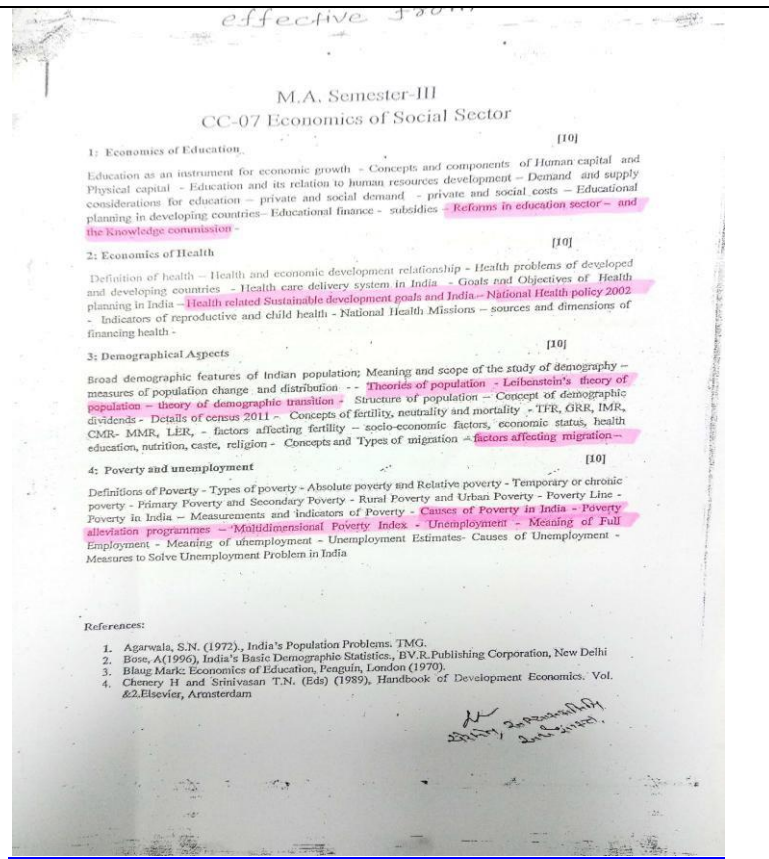 effective from
M.A. Semester-III
CC-07 Economics of Social Sector
1: Economics of Education [10]
Education as an instrument for economic growth - Concepts and components of Human capital and
Physical capital - Education and its relation to human resources development – Demand and supply
considerations for education – private and social demand - private and social costs – Educational
planning in developing countries– Educational finance - subsidies – Reforms in education sector – and
the Knowledge commission -
2: Economics of Health [10]
Definition of health – Health and economic development relationship - Health problems of developed
and developing countries - Health care delivery system in India - Goals and Objectives of Health
planning in India – Health related Sustainable development goals and India – National Health policy 2002
- Indicators of reproductive and child health - National Health Missions – sources and dimensions of
financing health -
3: Demographical Aspects [10]
Broad demographic features of Indian population; Meaning and scope of the study of demography –
measures of population change and distribution - - Theories of population - Leibenstein's theory of
population – theory of demographic transition - Structure of population – Concept of demographic
dividends - Details of census 2011 – Concepts of fertility, neutrality and mortality - TFR, GRR, IMR,
CMR- MMR, LER, - factors affecting fertility – socio-economic factors, economic status, health
education, nutrition, caste, religion - Concepts and Types of migration – factors affecting migration –
4: Poverty and unemployment [10]
Definitions of Poverty - Types of poverty - Absolute poverty and Relative poverty - Temporary or chronic
poverty - Primary Poverty and Secondary Poverty - Rural Poverty and Urban Poverty - Poverty Line -
Poverty in India – Measurements and indicators of Poverty - Causes of Poverty in India - Poverty
alleviation programmes – Multidimensional Poverty Index - Unemployment - Meaning of Full
Employment - Meaning of unemployment - Unemployment Estimates- Causes of Unemployment -
Measures to Solve Unemployment Problem in India
References:
1. Agarwala, S.N. (1972)., India's Population Problems. TMG.
2. Bose, A(1996), India's Basic Demographic Statistics., BV.R.Publishing Corporation, New Delhi
3. Blaug Mark: Economics of Education, Penguin, London (1970).
4. Chenery H and Srinivasan T.N. (Eds) (1989), Handbook of Development Economics. Vol.
&2.Elsevier, Armsterdam